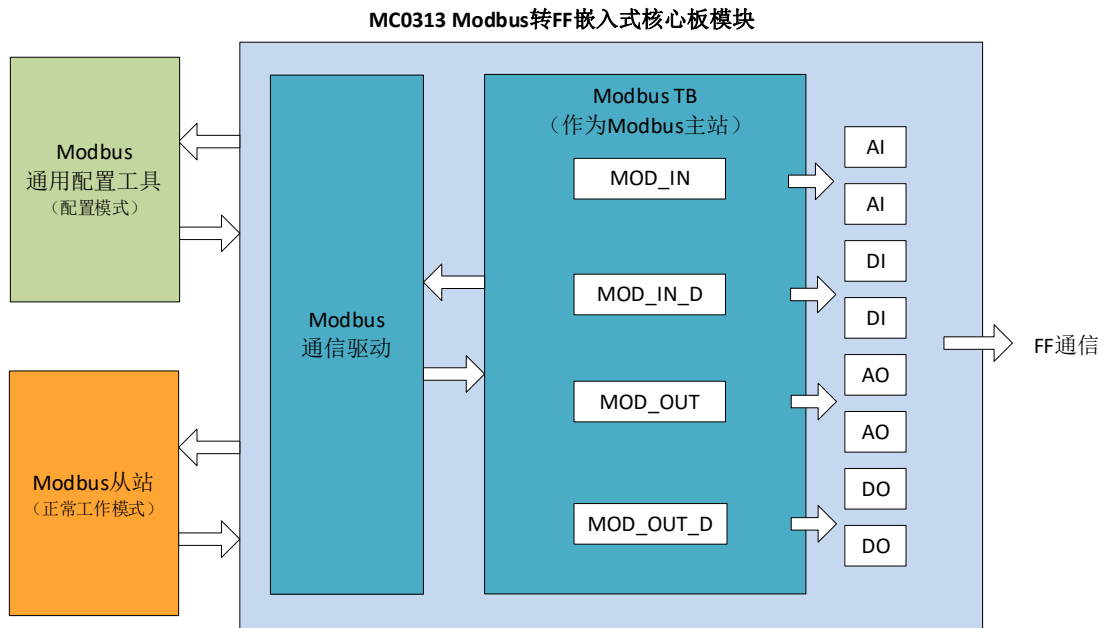 MC0313 Modbus转FF嵌入式核心板模块
Modbus
通用配置工具
（配置模式）
Modbus从站
（正常工作模式）
Modbus
通信驱动
Modbus TB
（作为Modbus主站）
MOD_IN
MOD_IN_D
MOD_OUT
MOD_OUT_D
AI
AI
DI
DI
AO
AO
DO
DO
FF通信